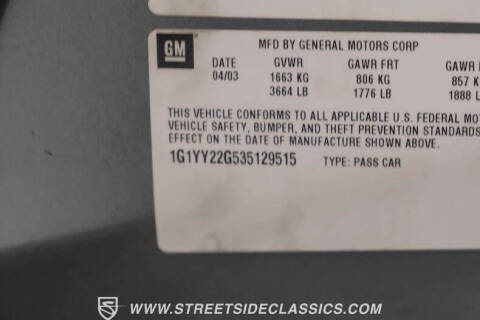 GM
MFD BY GENERAL MOTORS CORP
DATE GVWR GAWR FRT GAWR
04/03 1663 KG 806 KG 857 K
3664 LB 1776 LB 1888 L
THIS VEHICLE CONFORMS TO ALL APPLICABLE U.S. FEDERAL MOT
VEHICLE SAFETY, BUMPER, AND THEFT PREVENTION STANDARDS
EFFECT ON THE DATE OF MANUFACTURE SHOWN ABOVE.
1G1YY22G535129515 TYPE: PASS CAR
WWW.STREETSIDECLASSICS.COM